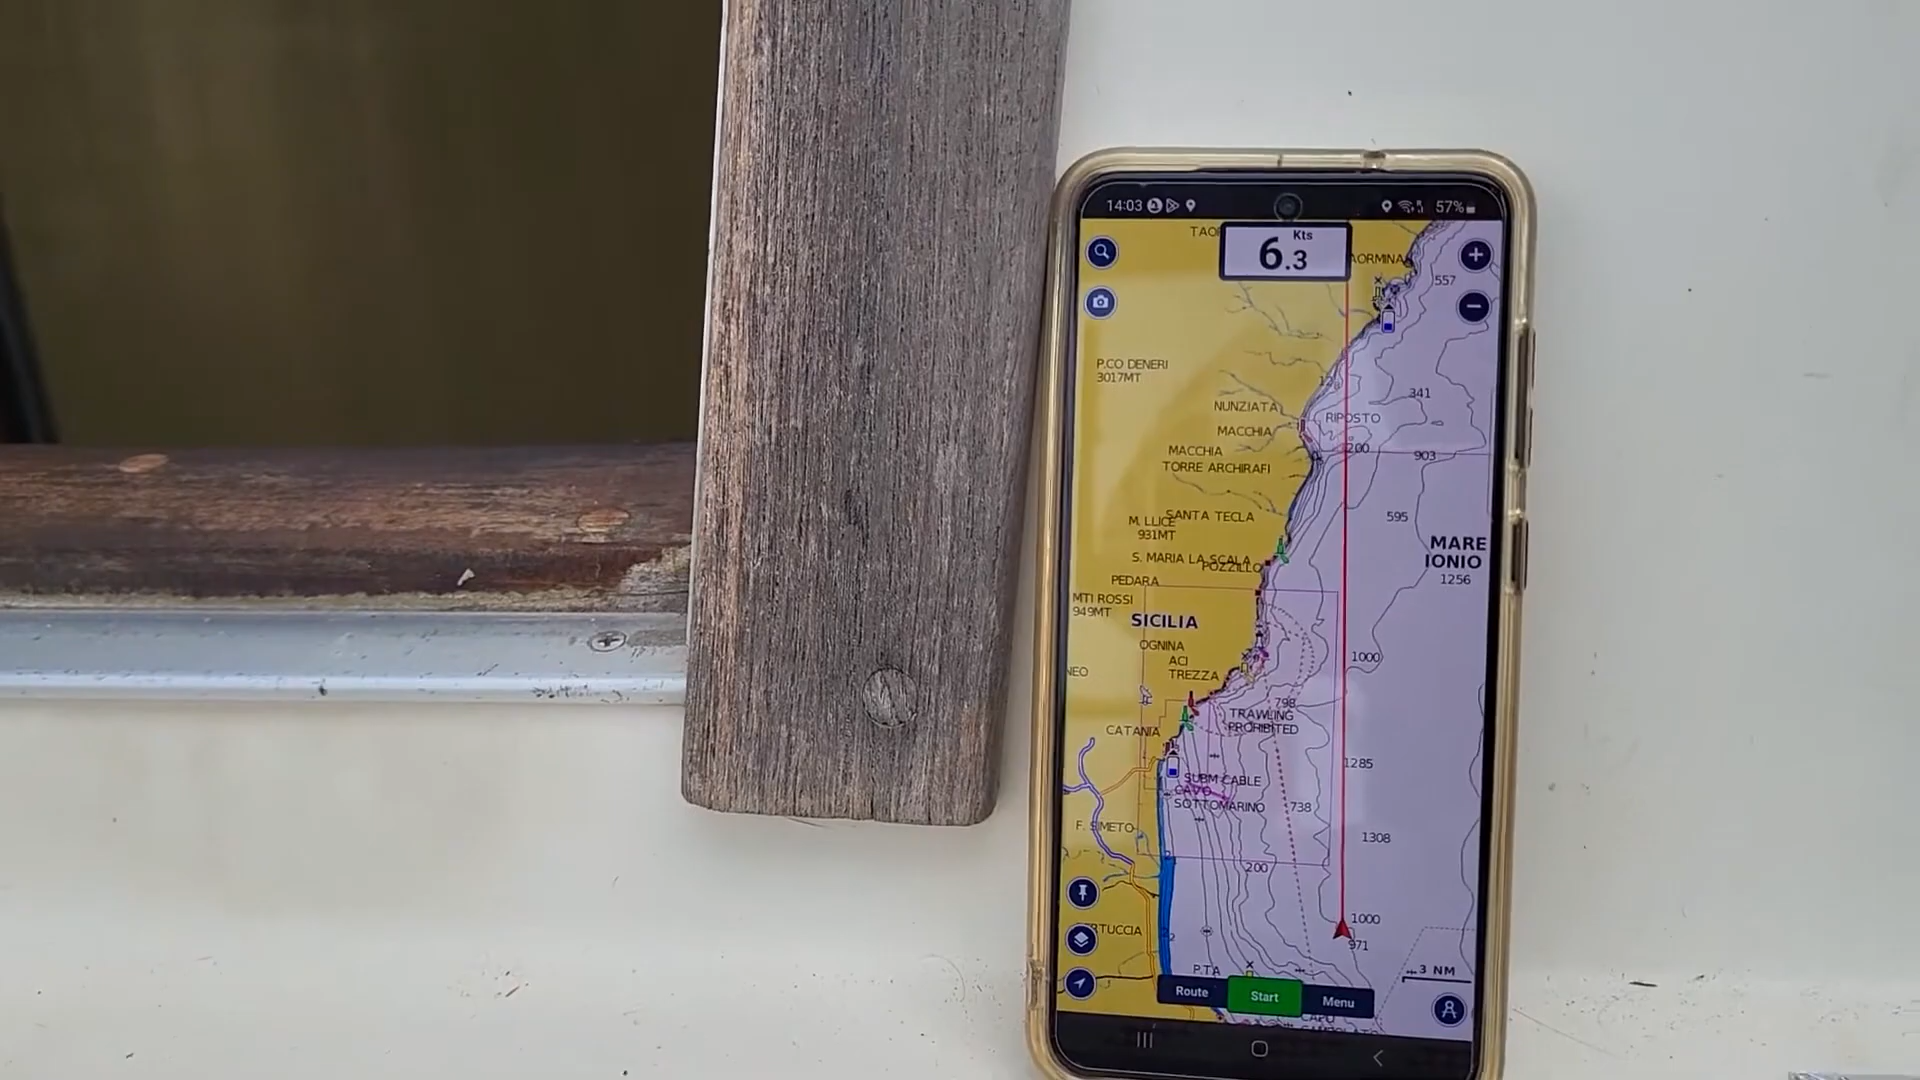 14:03
57%
Kts
6.3
TAO
AORMINA
557
P.CO DENERI
3017MT
341
NUNZIATA
RIPOSTO
MACCHIA
200
903
MACCHIA
TORRE ARCHIRAFI
595
SANTA TECLA
M. LLICE
931MT
MARE
IONIO
1256
S. MARIA LA SCALA
POZZILLO
PEDARA
MTI ROSSI
949MT
SICILIA
OGNINA
1000
ACI
TREZZA
NEO
798
TRAWLING
PROHIBITED
CATANIA
1285
SUBM CABLE
CAVO
SOTTOMARINO
738
F. SIMETO
1308
200
1000
RTUCCIA
971
P.TA
3 NM
Route
Start
Menu